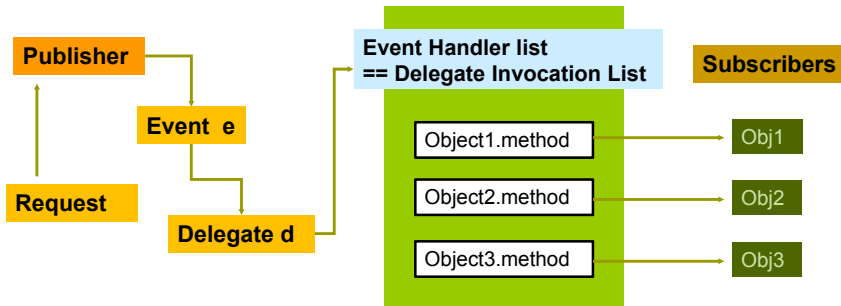 Publisher
Event e
Request
Delegate d
Event Handler list
== Delegate Invocation List
Object1.method
Object2.method
Object3.method
Subscribers
Obj1
Obj2
Obj3